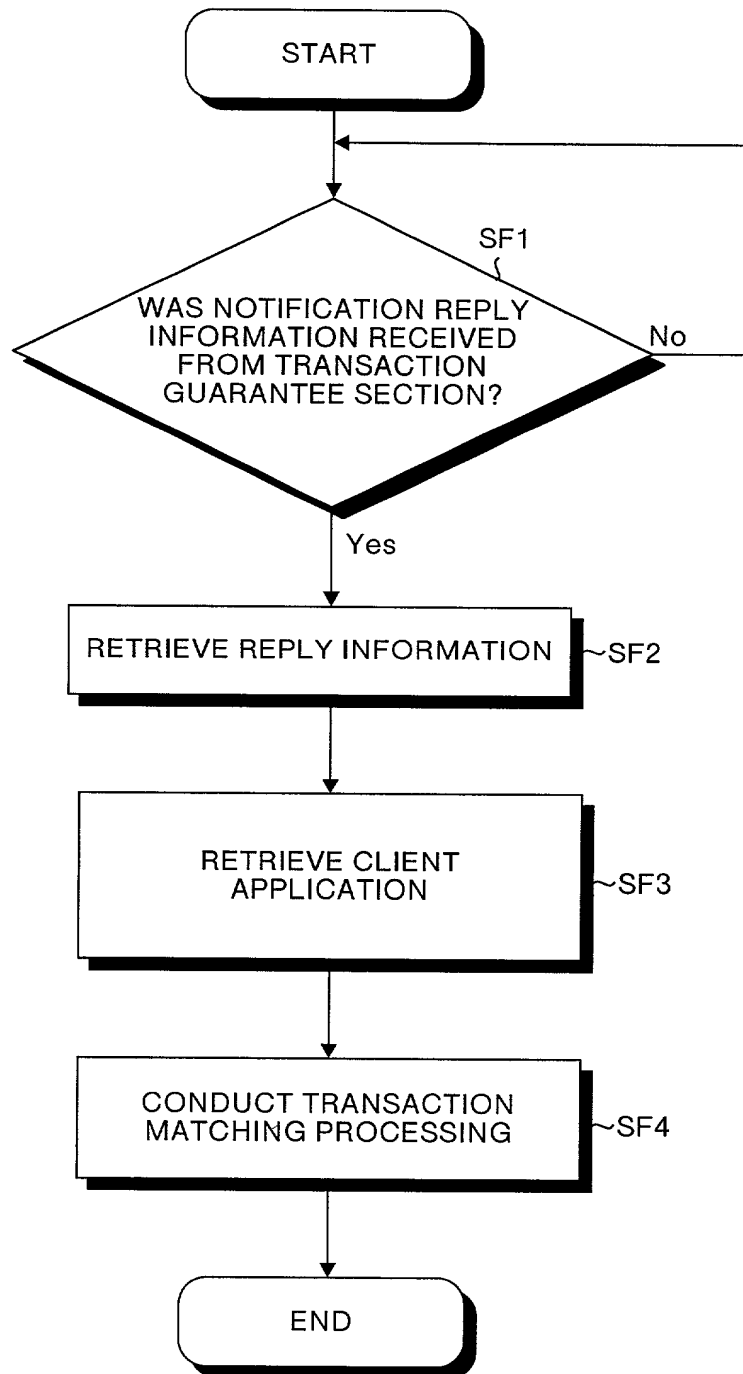 START
SF1
WAS NOTIFICATION REPLY
INFORMATION RECEIVED
FROM TRANSACTION
GUARANTEE SECTION?
No
Yes
RETRIEVE REPLY INFORMATION
SF2
RETRIEVE CLIENT
APPLICATION
SF3
CONDUCT TRANSACTION
MATCHING PROCESSING
SF4
END